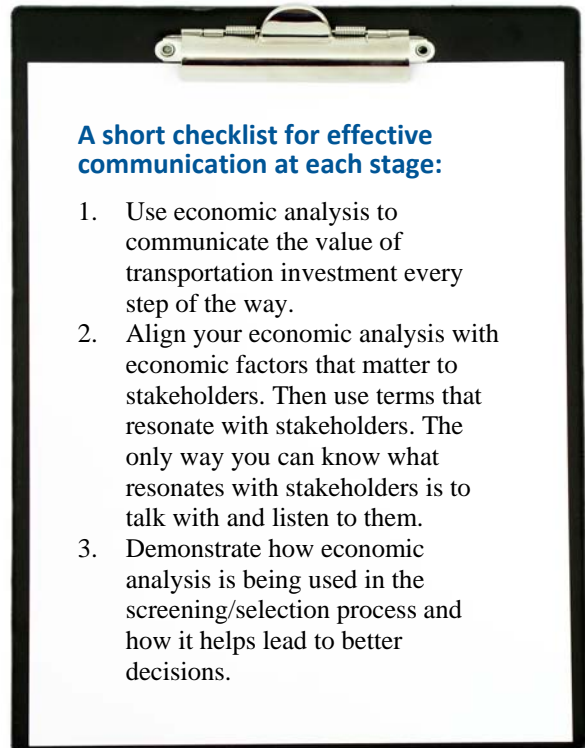 A short checklist for effective
communication at each stage:
1. Use economic analysis to
communicate the value of
transportation investment every
step of the way.
2. Align your economic analysis with
economic factors that matter to
stakeholders. Then use terms that
resonate with stakeholders. The
only way you can know what
resonates with stakeholders is to
talk with and listen to them.
3. Demonstrate how economic
analysis is being used in the
screening/selection process and
how it helps lead to better
decisions.